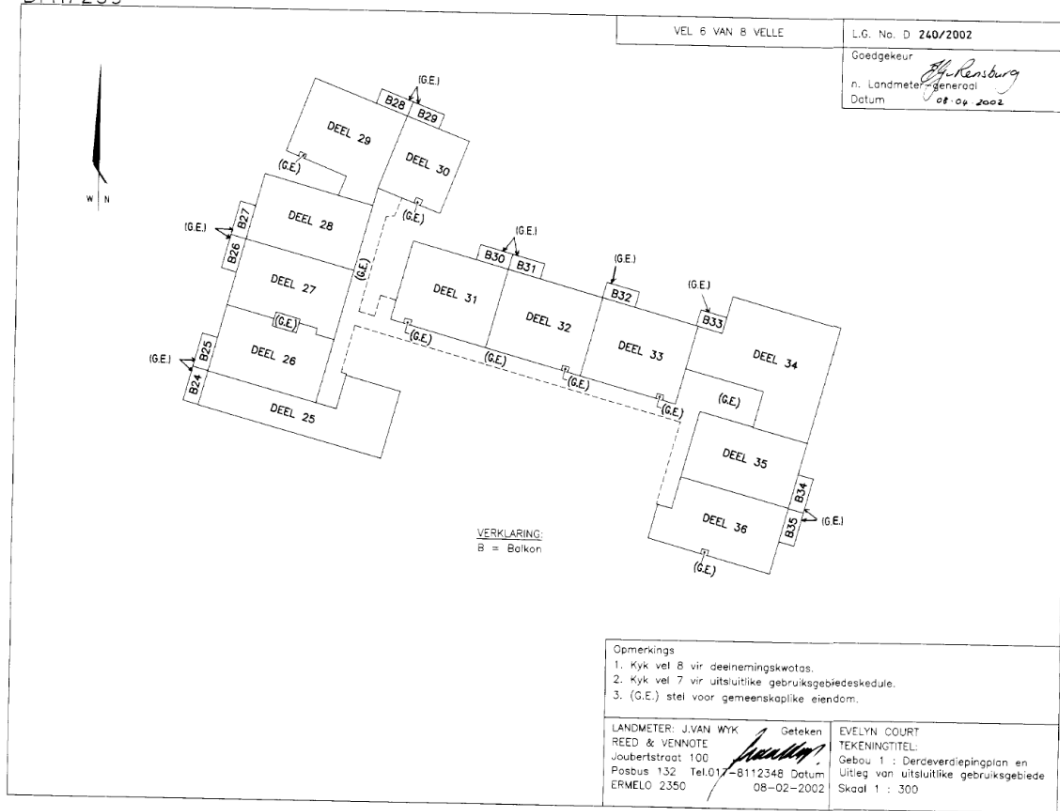 VEL 6 VAN 8 VELLE
L.G. No. D 240/2002
Goedgekeur
n. Landmeter-generaal
Datum 08-04-2002
(G.E.)
B28
B29
DEEL 29
DEEL 30
(G.E.)
(G.E.)
W N
DEEL 28
B27
(G.E.)
B26
(G.E.)
DEEL 27
(G.E.)
B25
DEEL 26
(G.E.)
B24
DEEL 25
(G.E.)
B30
B31
DEEL 31
DEEL 32
(G.E.)
B32
(G.E.)
B33
DEEL 33
DEEL 34
(G.E.)
(G.E.)
(G.E.)
(G.E.)
(G.E.)
DEEL 35
B34
DEEL 36
B35
(G.E.)
(G.E.)
VERKLARING:
B = Balkon
Opmerkings
1. Kyk vel 8 vir deelnemingskwotas.
2. Kyk vel 7 vir uitsluitlike gebruiksgebiedeskedule.
3. (G.E.) stel voor gemeenskaplike eiendom.
LANDMETER: J.VAN WYK Geteken
REED & VENNOTE
Joubertstraat 100
Posbus 132 Tel.017-8112348 Datum
ERMELO 2350 08-02-2002
EVELYN COURT
TEKENINGTITEL:
Gebou 1 : Derdeverdiepingplan en
Uitleg van uitsluitlike gebruiksgebiede
Skaal 1 : 300